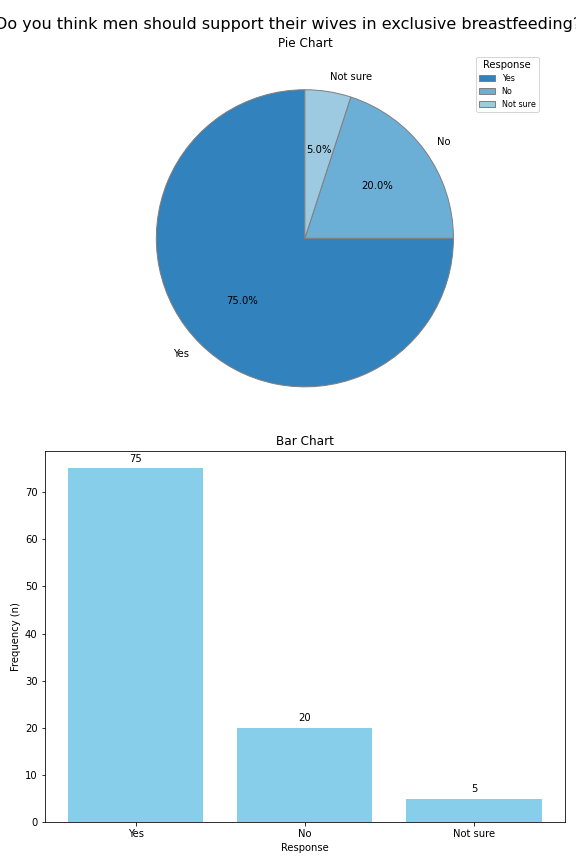 Do you think men should support their wives in exclusive breastfeeding?
Pie Chart
Response
Yes
No
Not sure
Not sure
No
5.0%
20.0%
75.0%
Yes
Bar Chart
75
70
60
50
40
30
20
10
0
20
5
Frequency (n)
Yes
No
Not sure
Response